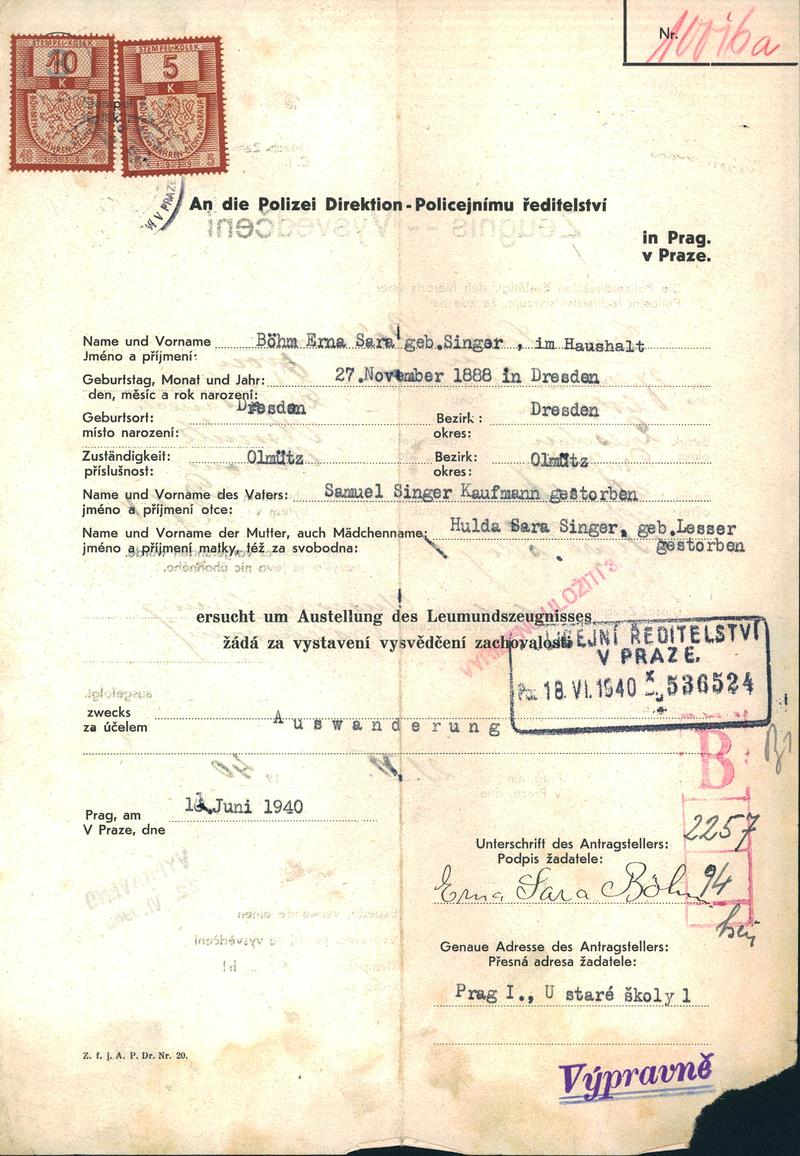 STEMPEL-KOLEK
10
K
STEMPEL-KOLEK
5
K
Nr.
V PRAZE
An die Polizei Direktion - Policejnímu ředitelství
in Prag.
v Praze.
Name und Vorname Böhm Erna Sara geb.Singer , im Haushalt
Jméno a příjmení:
Geburtstag, Monat und Jahr: 27.November 1888 in Dresden
den, měsíc a rok narození:
Geburtsort: Dresden Bezirk: Dresden
místo narození: okres:
Zuständigkeit: Olmütz Bezirk: Olmütz
příslušnost: okres:
Name und Vorname des Vaters: Samuel Singer Kaufmann gestorben
jméno a příjmení otce:
Name und Vorname der Mutter, auch Mädchenname: Hulda Sara Singer, geb.Lesser
jméno a příjmení matky, též za svobodna: gestorben
ersucht um Austellung des Leumundszeugnisses
žádá za vystavení vysvědčení zachovalosti
EJNÍ ŘEDITELSTVÍ
V PRAZE.
18. VI. 1940 536524
zwecks Auswanderung
za účelem
B
Prag, am Juni 1940
V Praze, dne
2257
Unterschrift des Antragstellers:
Podpis žadatele:
94
Erna Sara Böhm
Genaue Adresse des Antragstellers:
Přesná adresa žadatele:
Prag I., U staré školy 1
Z. f. j. A. P. Dr. Nr. 20.
Výpravně